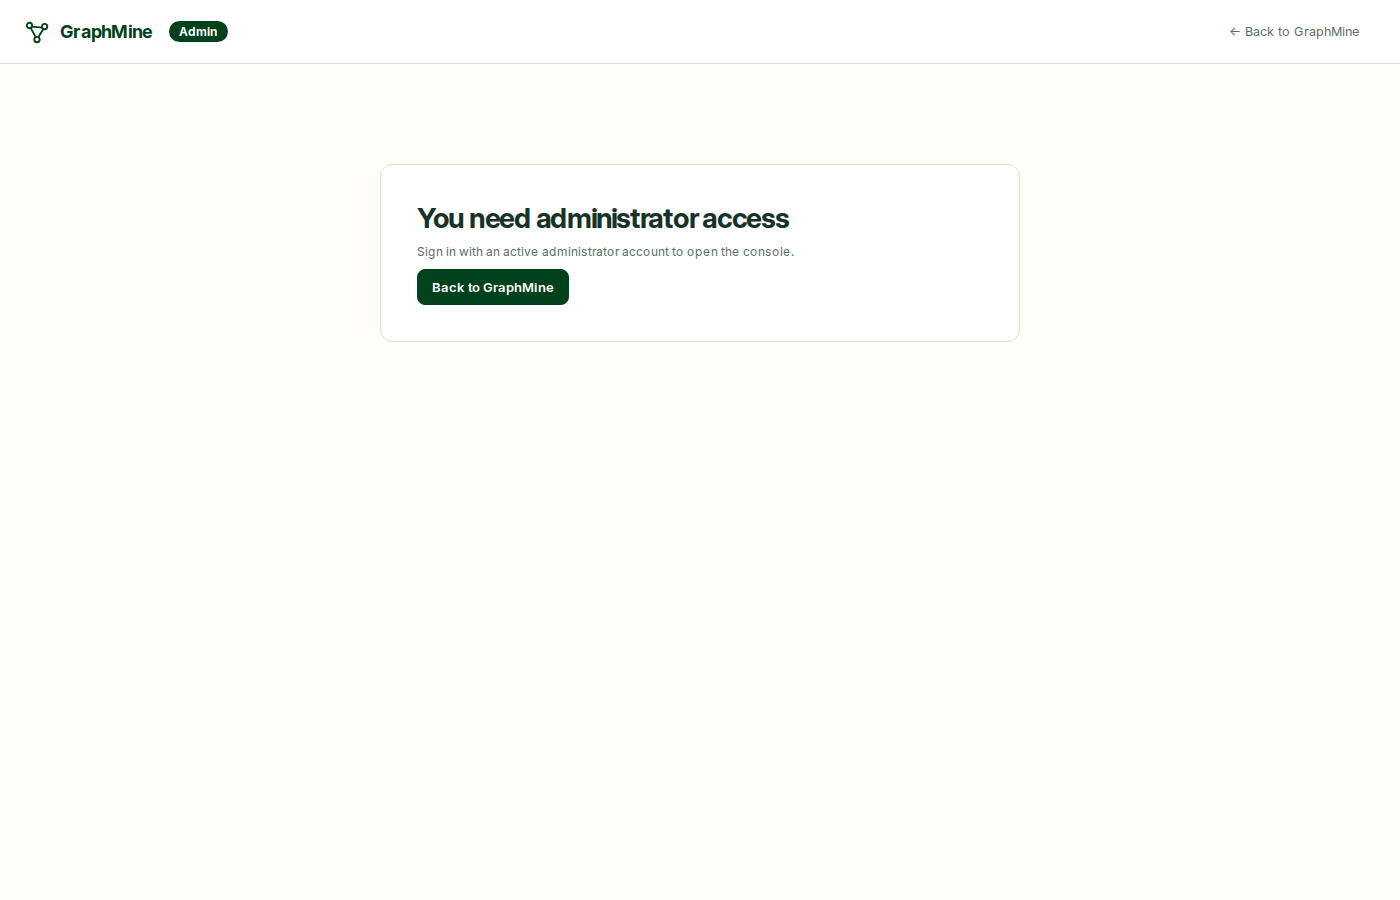 GraphMine Admin ← Back to GraphMine
You need administrator access
Sign in with an active administrator account to open the console.
Back to GraphMine